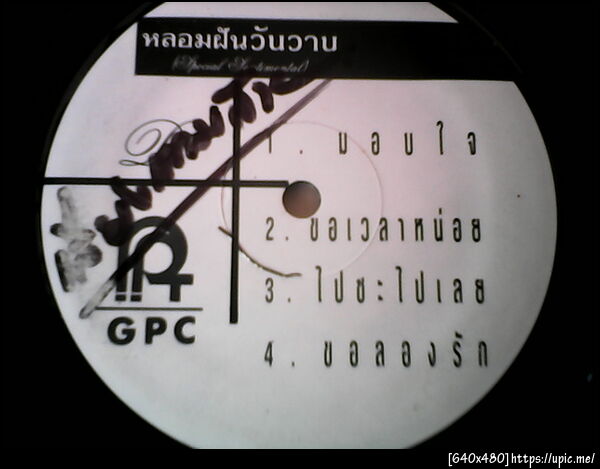 หลอมฝันวันวาน
(Special Sentimental)
1. มอบใจ
2. ขอเวลาหน่อย
3. ไปซะไปเลย
4. ขอลองรัก
GPC
[640x480]https://upic.me/